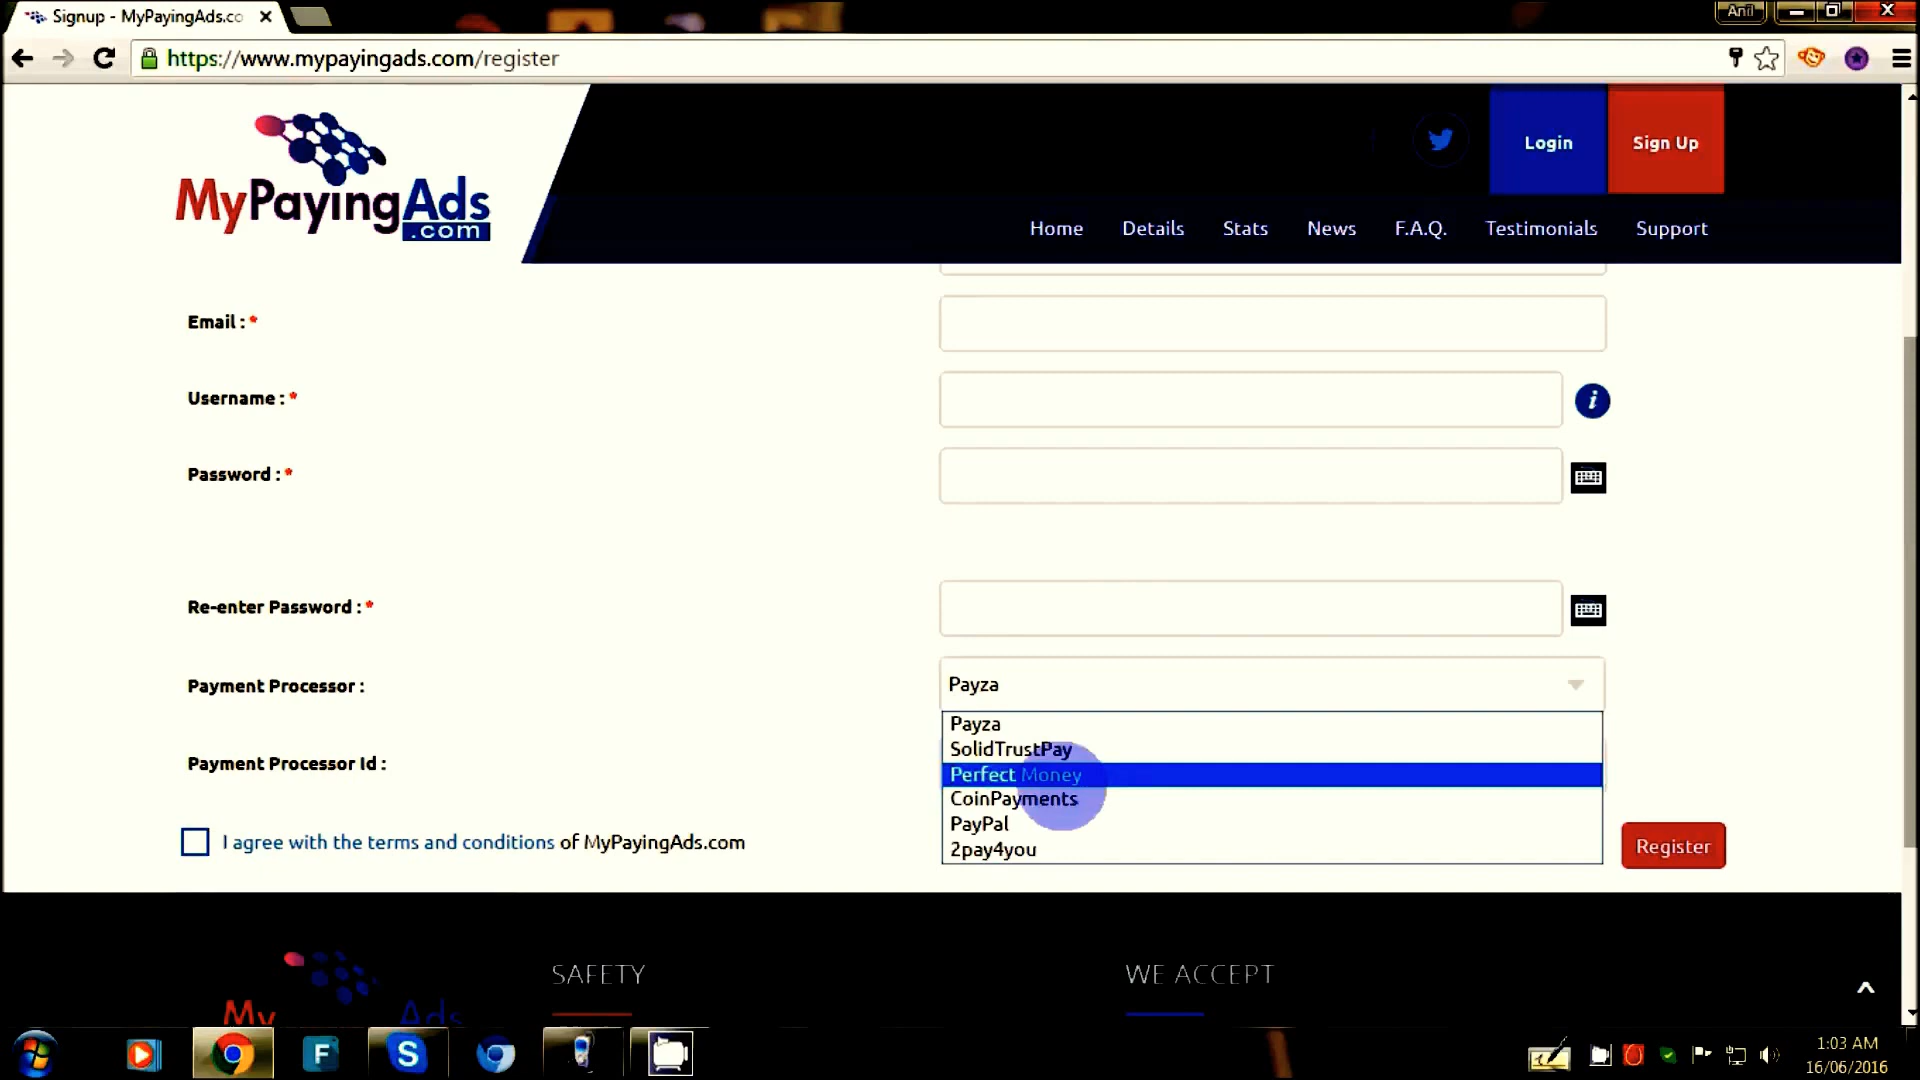 Signup - MyPayingAds.co
Anil
https://www.mypayingads.com/register
MyPayingAds
.com
Login
Sign Up
Home
Details
Stats
News
F.A.Q.
Testimonials
Support
Email : *
Username : *
i
Password : *
Re-enter Password : *
Payment Processor :
Payza
Payza
SolidTrustPay
Perfect Money
CoinPayments
PayPal
2pay4you
Payment Processor Id :
I agree with the terms and conditions of MyPayingAds.com
Register
My Ads
SAFETY
WE ACCEPT
F
S
1:03 AM
16/06/2016